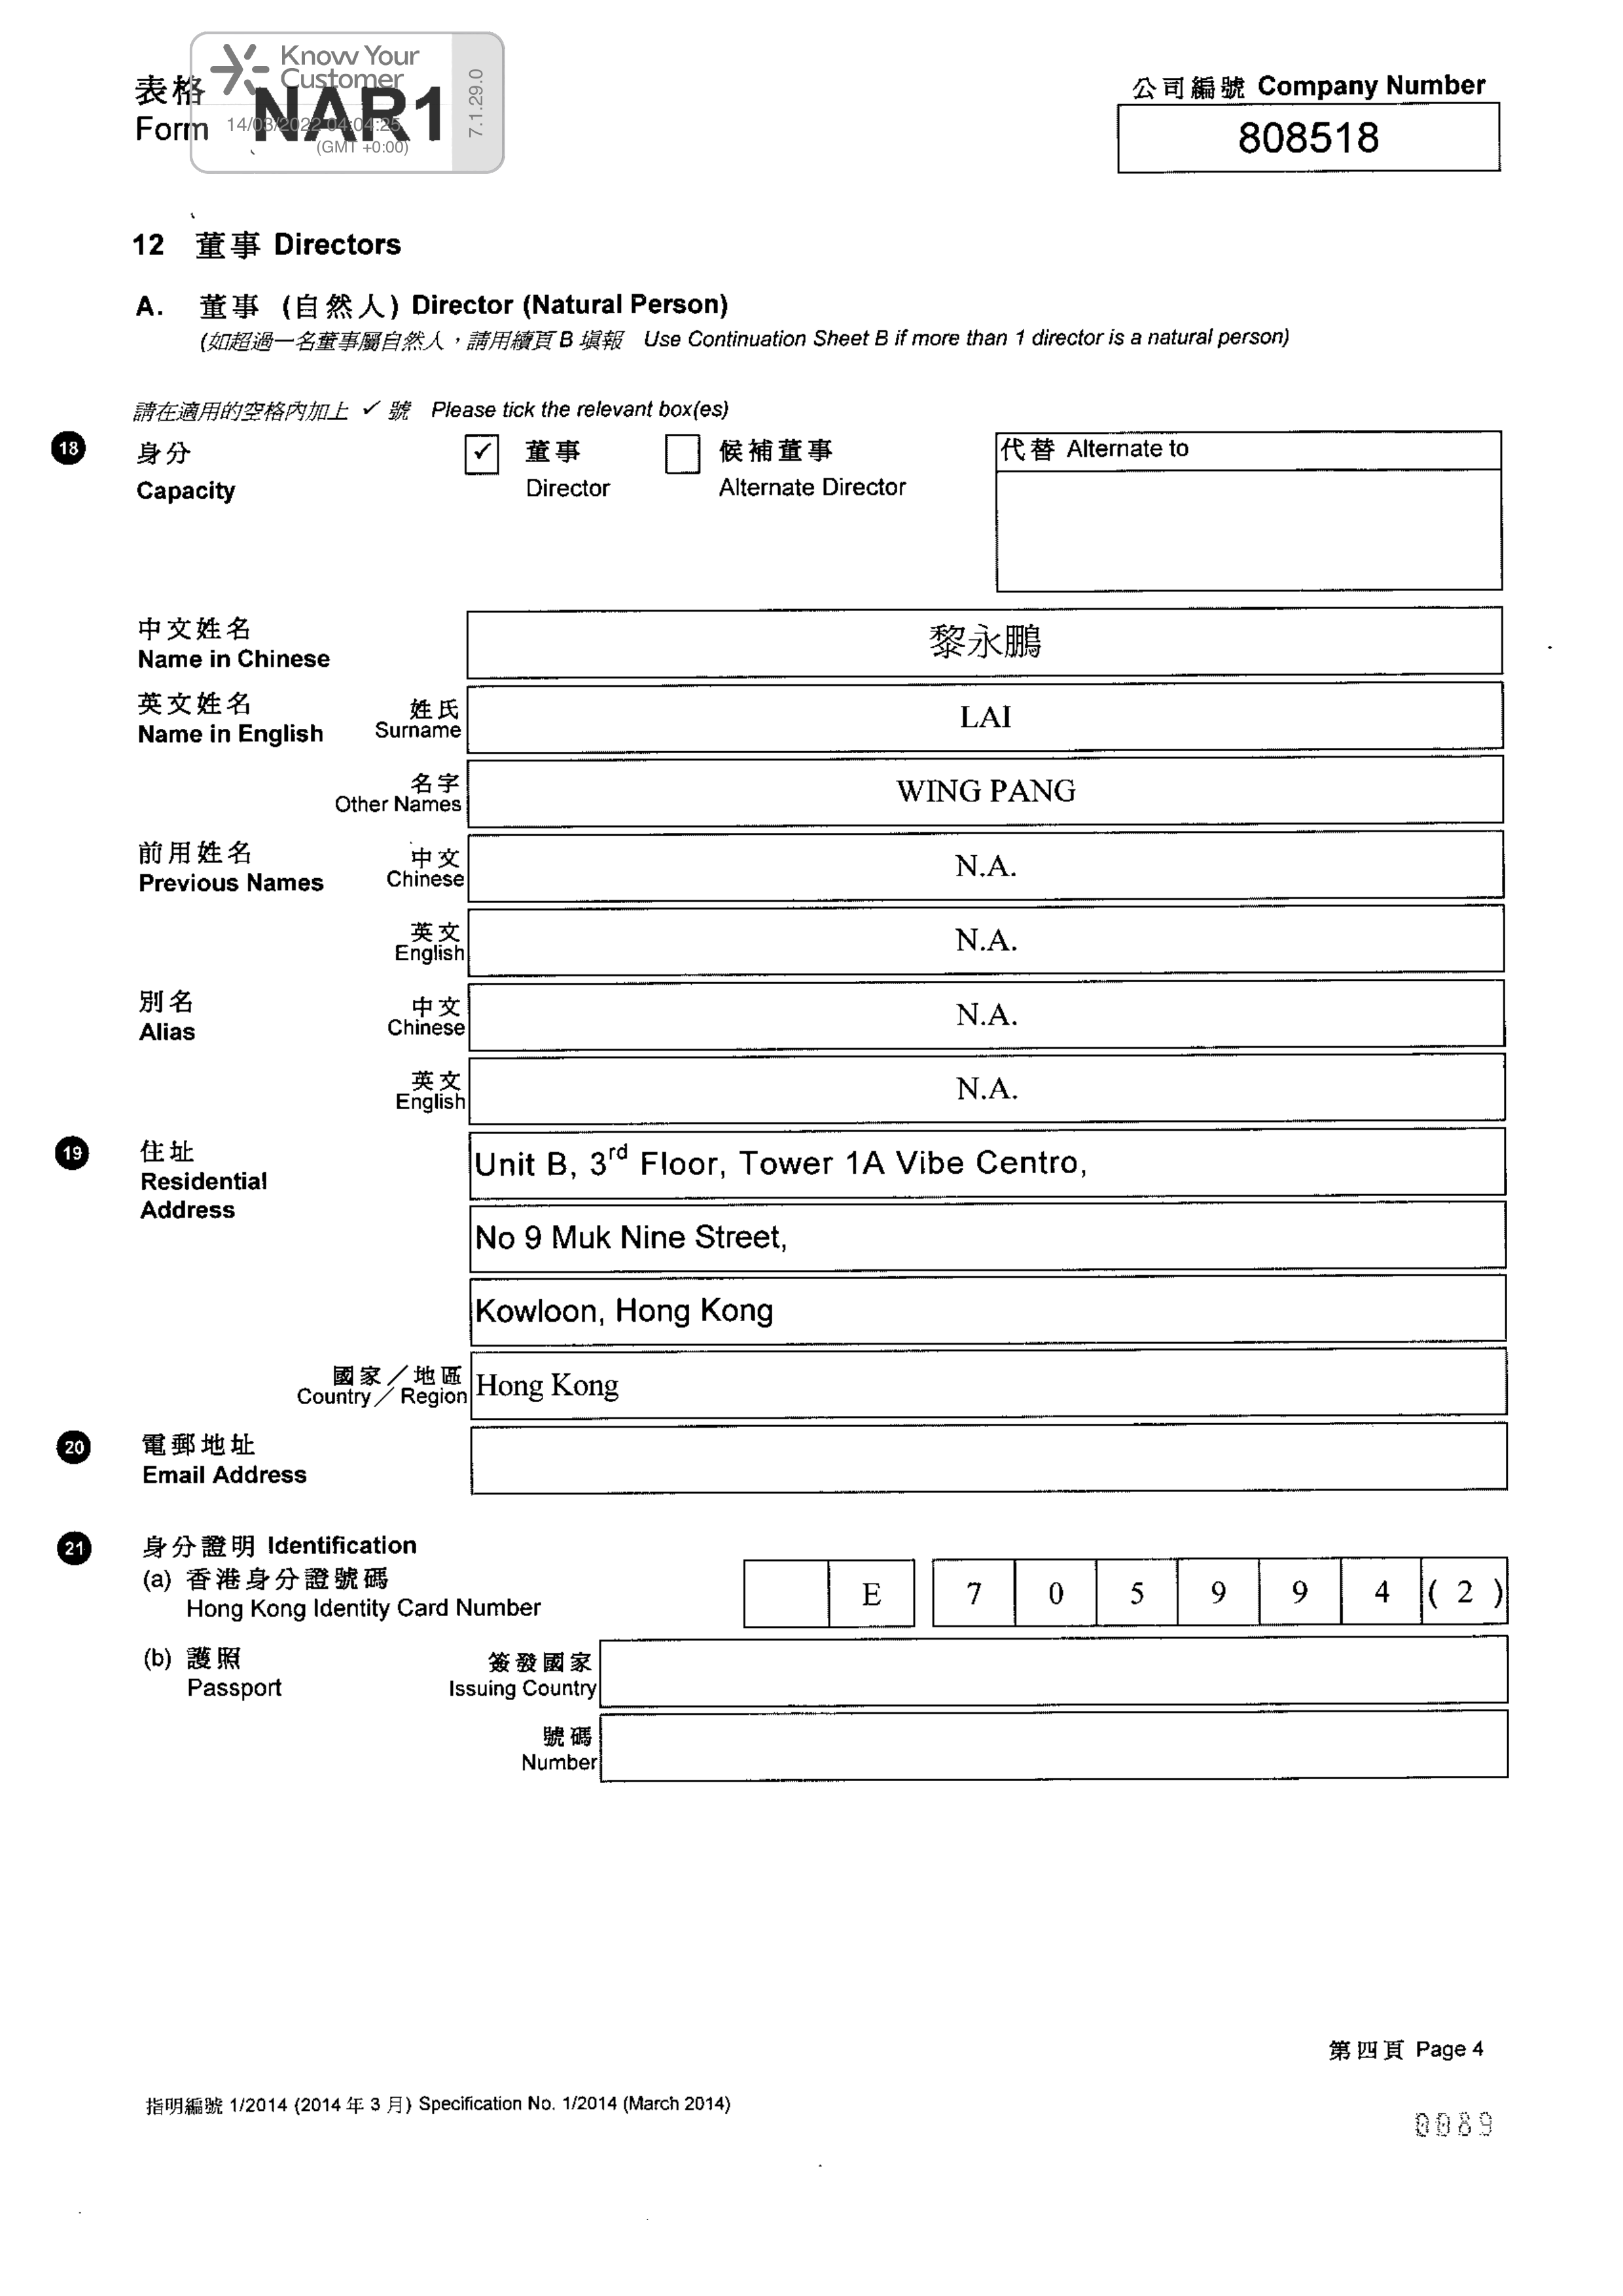 表格
Form NAR1
Know Your
Customer
14/03/2022 04:04:25
(GMT +0:00)
7.1.29.0
公司編號 Company Number
808518
12 董事 Directors
A. 董事 (自然人) Director (Natural Person)
(如超過一名董事屬自然人，請用續頁 B 填報 Use Continuation Sheet B if more than 1 director is a natural person)
請在適用的空格內加上 ✓ 號 Please tick the relevant box(es)
18 身分
Capacity
✓ 董事
Director
候補董事
Alternate Director
代替 Alternate to
中文姓名
Name in Chinese
黎永鵬
英文姓名
Name in English
姓氏
Surname
LAI
名字
Other Names
WING PANG
前用姓名
Previous Names
中文
Chinese
N.A.
英文
English
N.A.
別名
Alias
中文
Chinese
N.A.
英文
English
N.A.
19 住址
Residential
Address
Unit B, 3rd Floor, Tower 1A Vibe Centro,
No 9 Muk Nine Street,
Kowloon, Hong Kong
國家／地區
Country／Region
Hong Kong
20 電郵地址
Email Address
21 身分證明 Identification
(a) 香港身分證號碼
Hong Kong Identity Card Number
E 7 0 5 9 9 4 ( 2 )
(b) 護照
Passport
簽發國家
Issuing Country
號碼
Number
第四頁 Page 4
指明編號 1/2014 (2014 年 3 月) Specification No. 1/2014 (March 2014)
0089